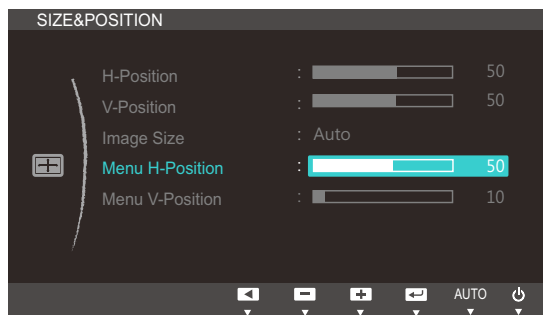 SIZE&POSITION
H-Position : 50
V-Position : 50
Image Size : Auto
Menu H-Position : 50
Menu V-Position : 10
AUTO